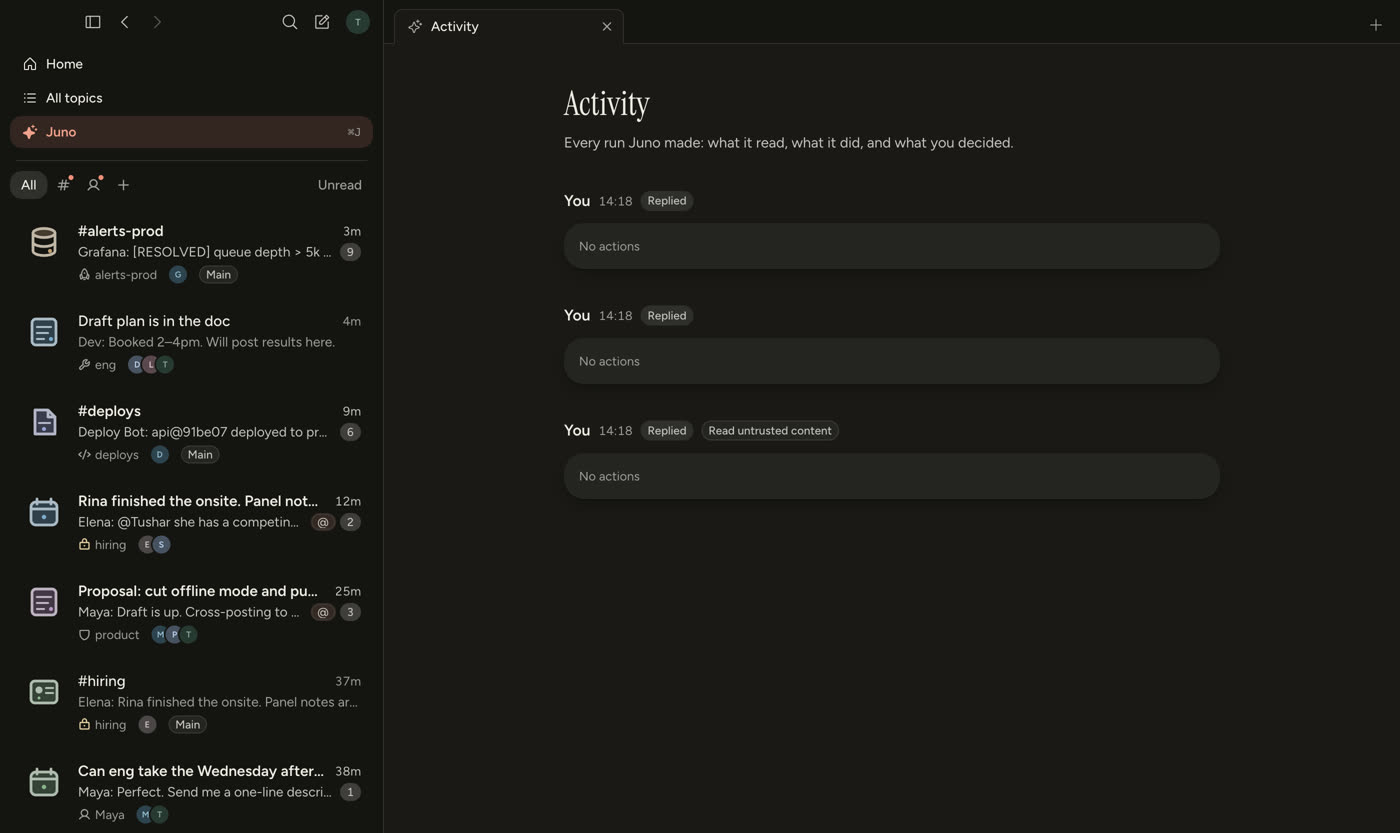 T
Home
All topics
Juno ⌘J
All # Unread
#alerts-prod 3m
Grafana: [RESOLVED] queue depth > 5k ... 9
alerts-prod G Main
Draft plan is in the doc 4m
Dev: Booked 2–4pm. Will post results here.
eng D L T
#deploys 9m
Deploy Bot: api@91be07 deployed to pr... 6
deploys D Main
Rina finished the onsite. Panel not... 12m
Elena: @Tushar she has a competin... @ 2
hiring E S
Proposal: cut offline mode and pu... 25m
Maya: Draft is up. Cross-posting to ... @ 3
product M P T
#hiring 37m
Elena: Rina finished the onsite. Panel notes ar...
hiring E Main
Can eng take the Wednesday after... 38m
Maya: Perfect. Send me a one-line descri... 1
Maya M T
Activity
Activity
Every run Juno made: what it read, what it did, and what you decided.
You 14:18 Replied
No actions
You 14:18 Replied
No actions
You 14:18 Replied Read untrusted content
No actions